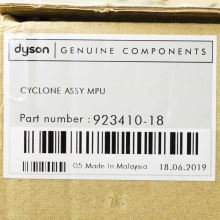 dyson GENUINE COMPONENTS
CYCLONE ASSY MPU
Part number : 923410-18
05 Made In Malaysia 18.06.2019